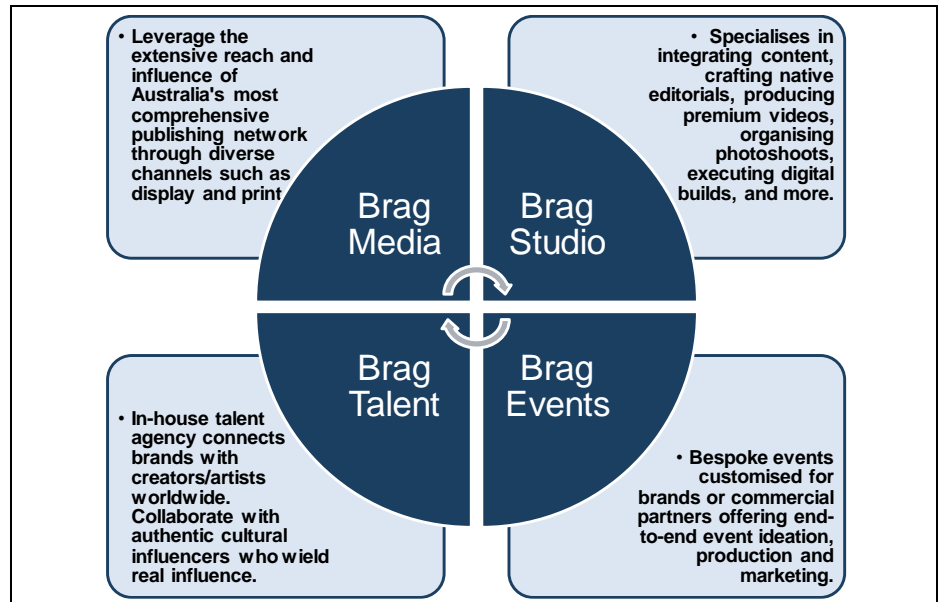 • Leverage the
extensive reach and
influence of
Australia's most
comprehensive
publishing network
through diverse
channels such as
display and print
• Specialises in
integrating content,
crafting native
editorials, producing
premium videos,
organising
photoshoots,
executing digital
builds, and more.
Brag
Media
Brag
Studio
Brag
Talent
Brag
Events
• In-house talent
agency connects
brands with
creators/artists
worldwide.
Collaborate with
authentic cultural
influencers who wield
real influence.
• Bespoke events
customised for
brands or commercial
partners offering end-
to-end event ideation,
production and
marketing.